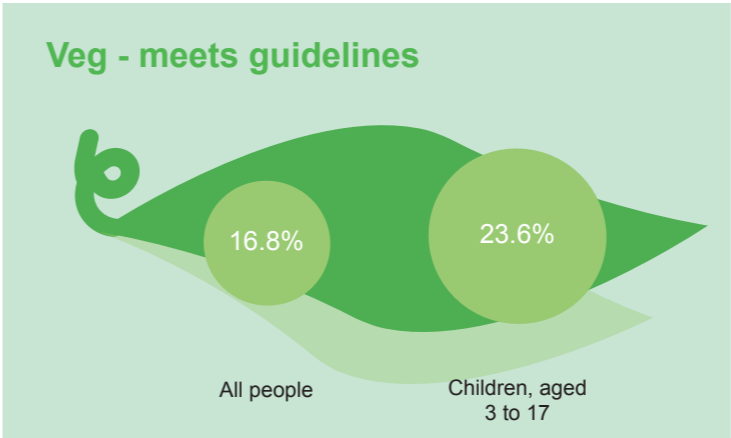 Veg - meets guidelines
16.8%
23.6%
All people
Children, aged
3 to 17